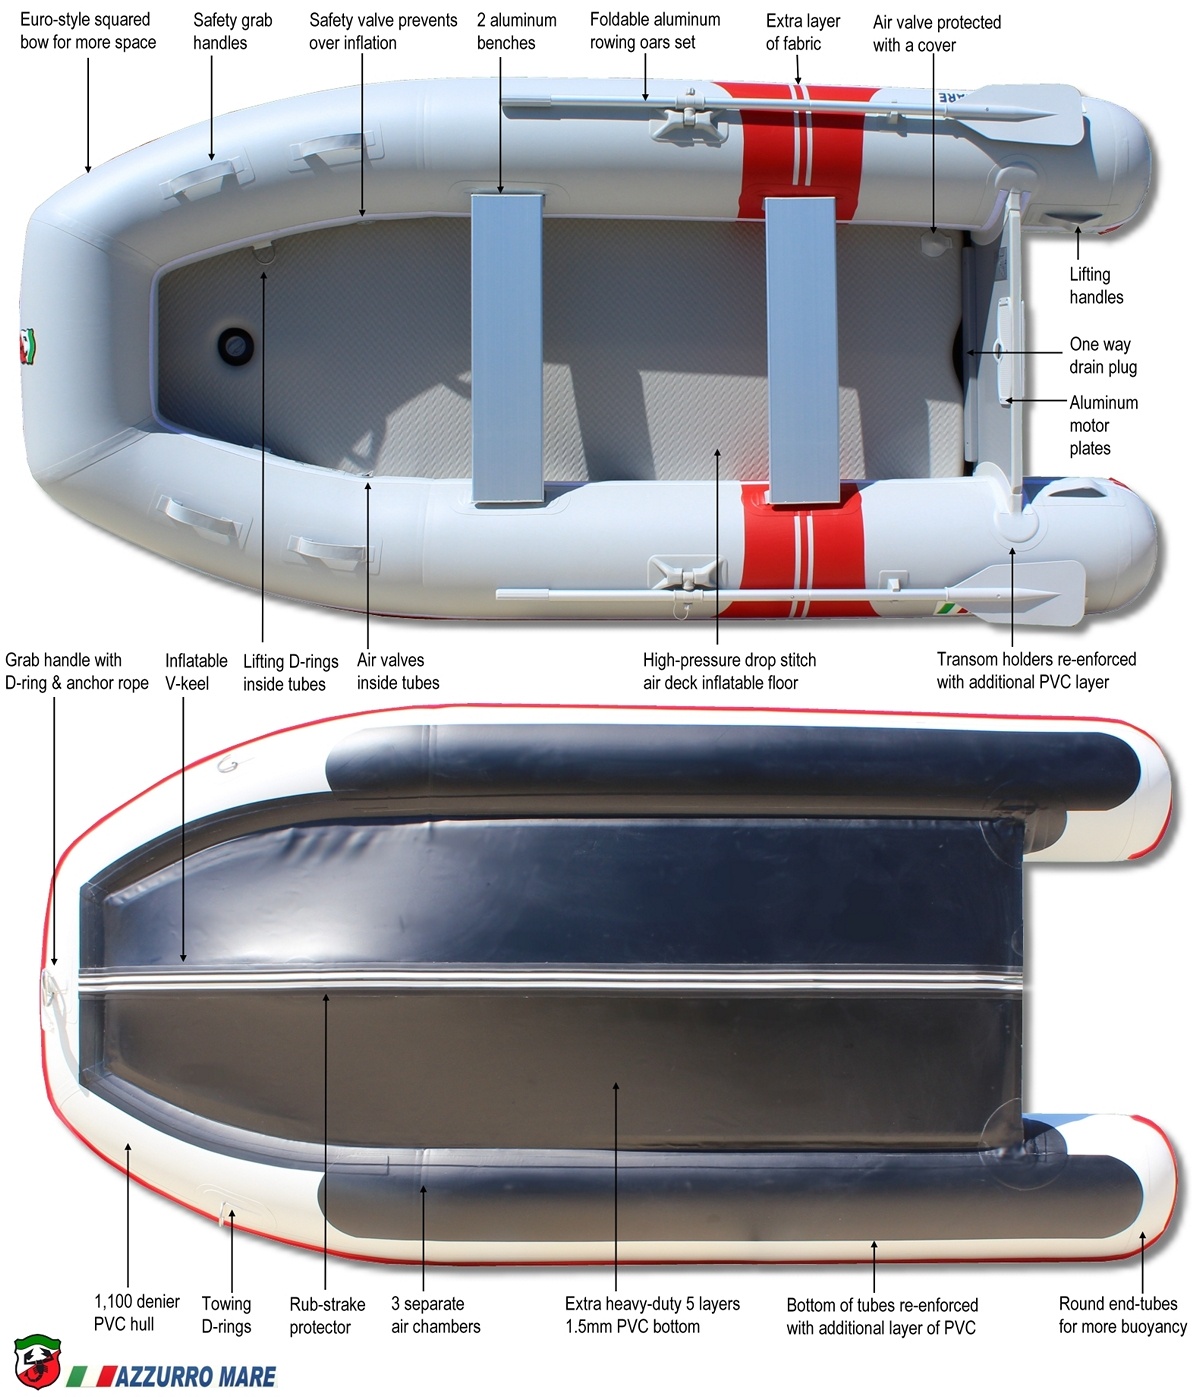 Euro-style squared
bow for more space
Safety grab
handles
Safety valve prevents
over inflation
2 aluminum
benches
Foldable aluminum
rowing oars set
Extra layer
of fabric
Air valve protected
with a cover
ARE
Lifting
handles
One way
drain plug
Aluminum
motor
plates
Grab handle with
D-ring & anchor rope
Inflatable
V-keel
Lifting D-rings
inside tubes
Air valves
inside tubes
High-pressure drop stitch
air deck inflatable floor
Transom holders re-enforced
with additional PVC layer
1,100 denier
PVC hull
Towing
D-rings
Rub-strake
protector
3 separate
air chambers
Extra heavy-duty 5 layers
1.5mm PVC bottom
Bottom of tubes re-enforced
with additional layer of PVC
Round end-tubes
for more buoyancy
AZZURRO MARE